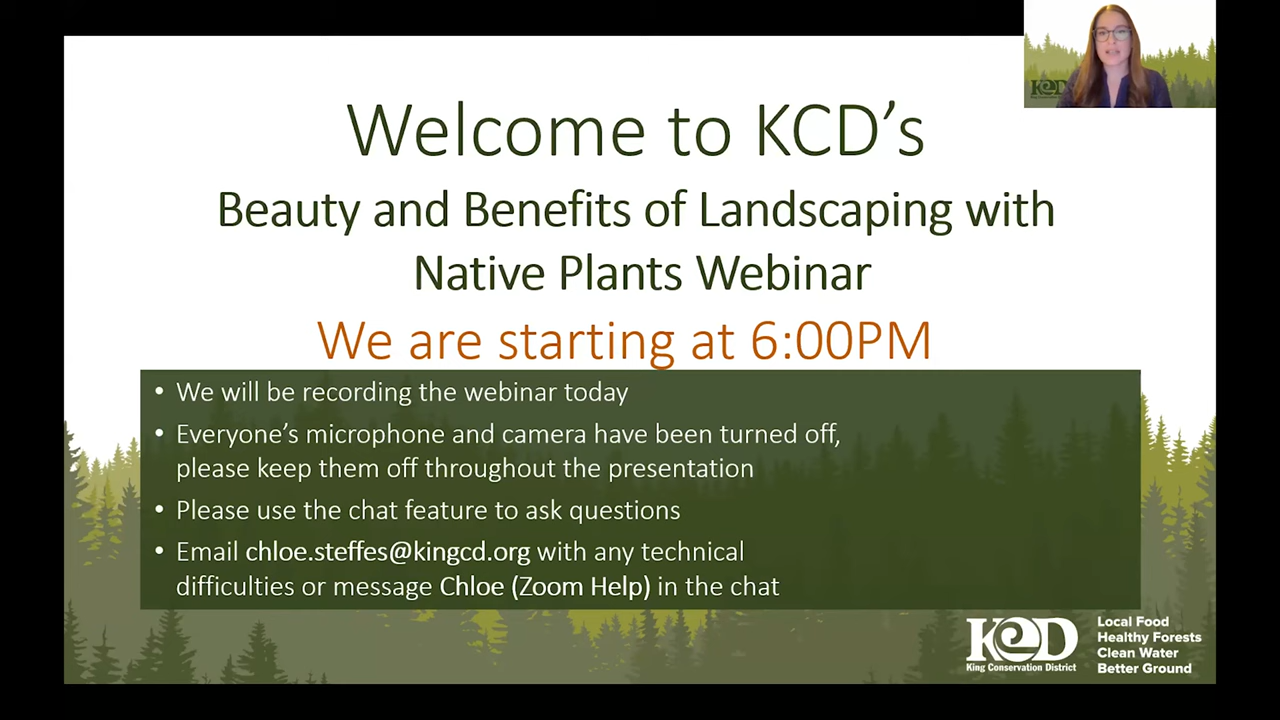 Welcome to KCD's
Beauty and Benefits of Landscaping with
Native Plants Webinar
We are starting at 6:00PM
• We will be recording the webinar today
• Everyone's microphone and camera have been turned off,
please keep them off throughout the presentation
• Please use the chat feature to ask questions
• Email chloe.steffes@kingcd.org with any technical
difficulties or message Chloe (Zoom Help) in the chat
KCD
King Conservation District
Local Food
Healthy Forests
Clean Water
Better Ground
KCD